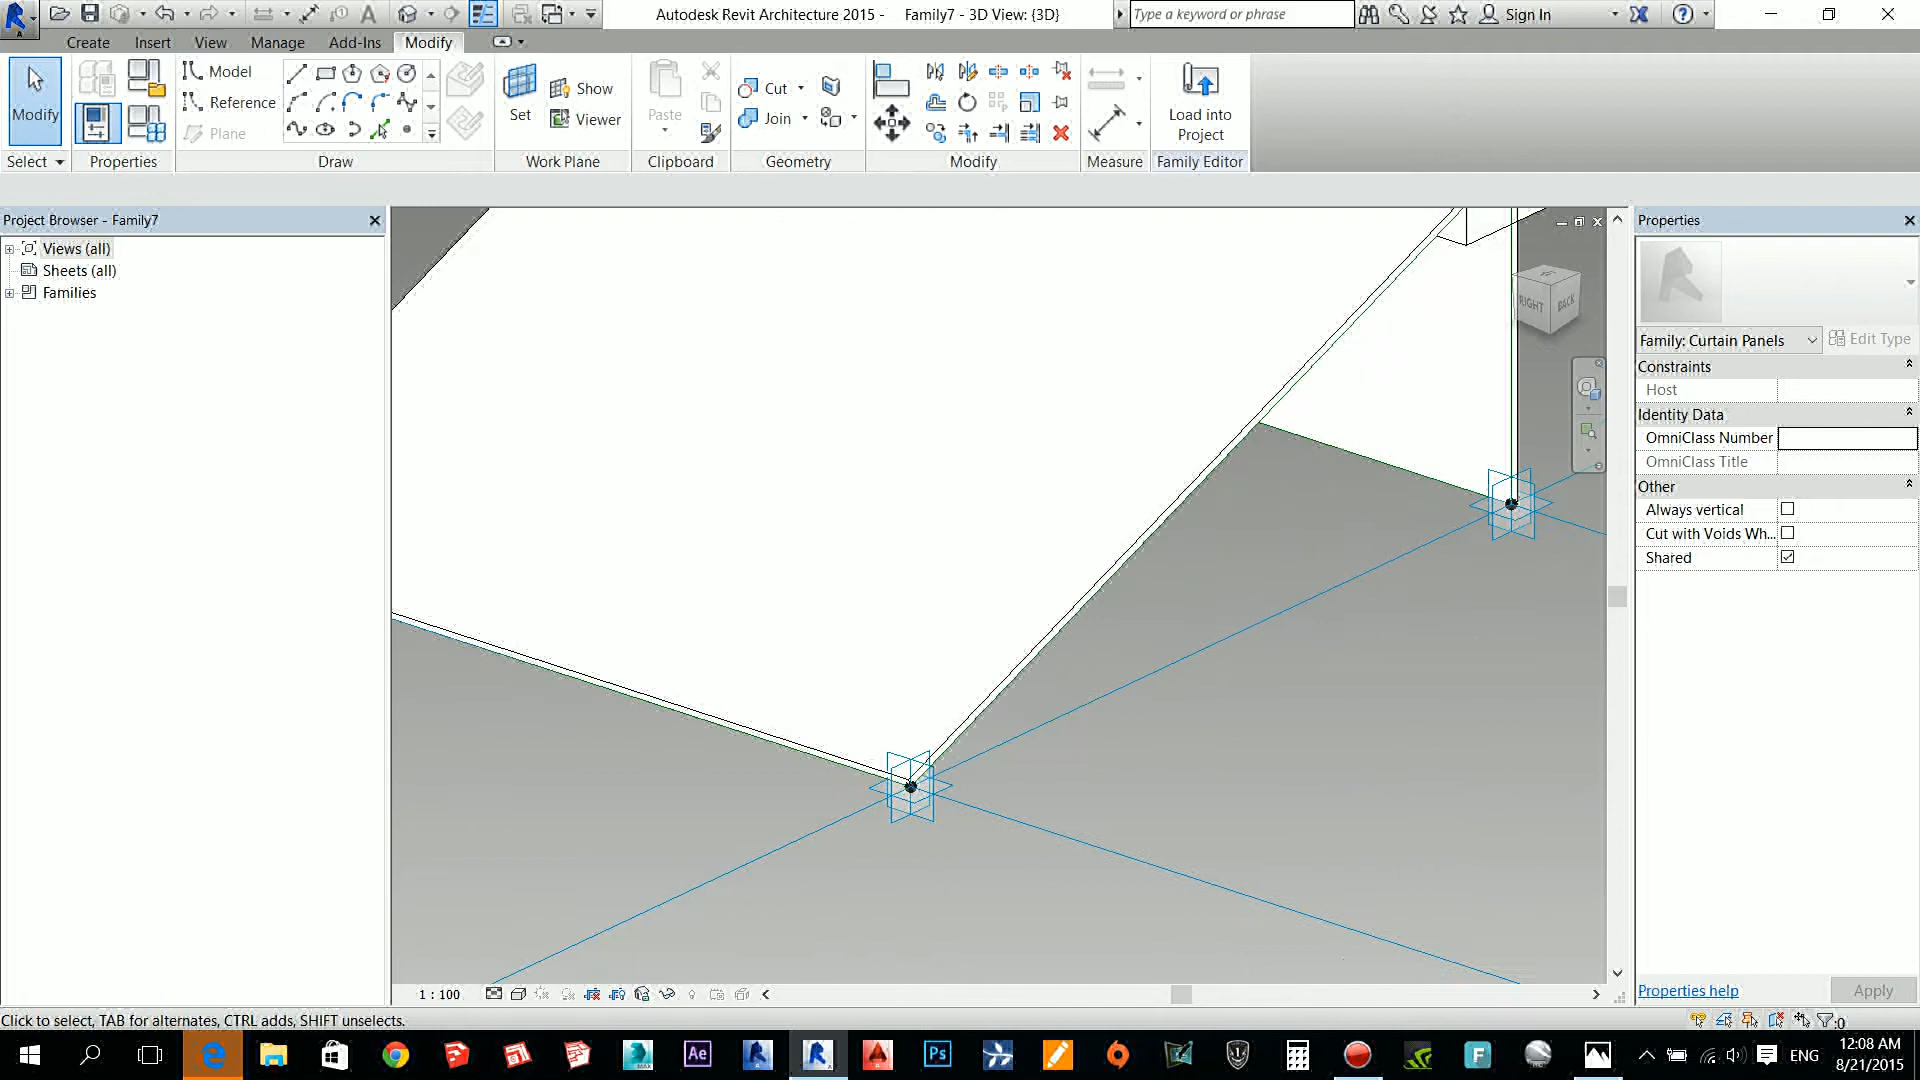 Autodesk Revit Architecture 2015 - Family7 - 3D View: {3D}
Type a keyword or phrase
Sign In
Create Insert View Manage Add-Ins Modify
Modify
Model
Reference
Plane
Set
Show
Viewer
Paste
Cut
Join
Load into
Project
Select Properties Draw Work Plane Clipboard Geometry Modify Measure Family Editor
Project Browser - Family7
Views (all)
Sheets (all)
Families
RIGHT BACK
Properties
Family: Curtain Panels
Edit Type
Constraints
Host
Identity Data
OmniClass Number
OmniClass Title
Other
Always vertical
Cut with Voids Wh...
Shared
1 : 100
Properties help
Apply
Click to select, TAB for alternates, CTRL adds, SHIFT unselects.
:0
Ae
Ps
F
ENG
12:08 AM
8/21/2015